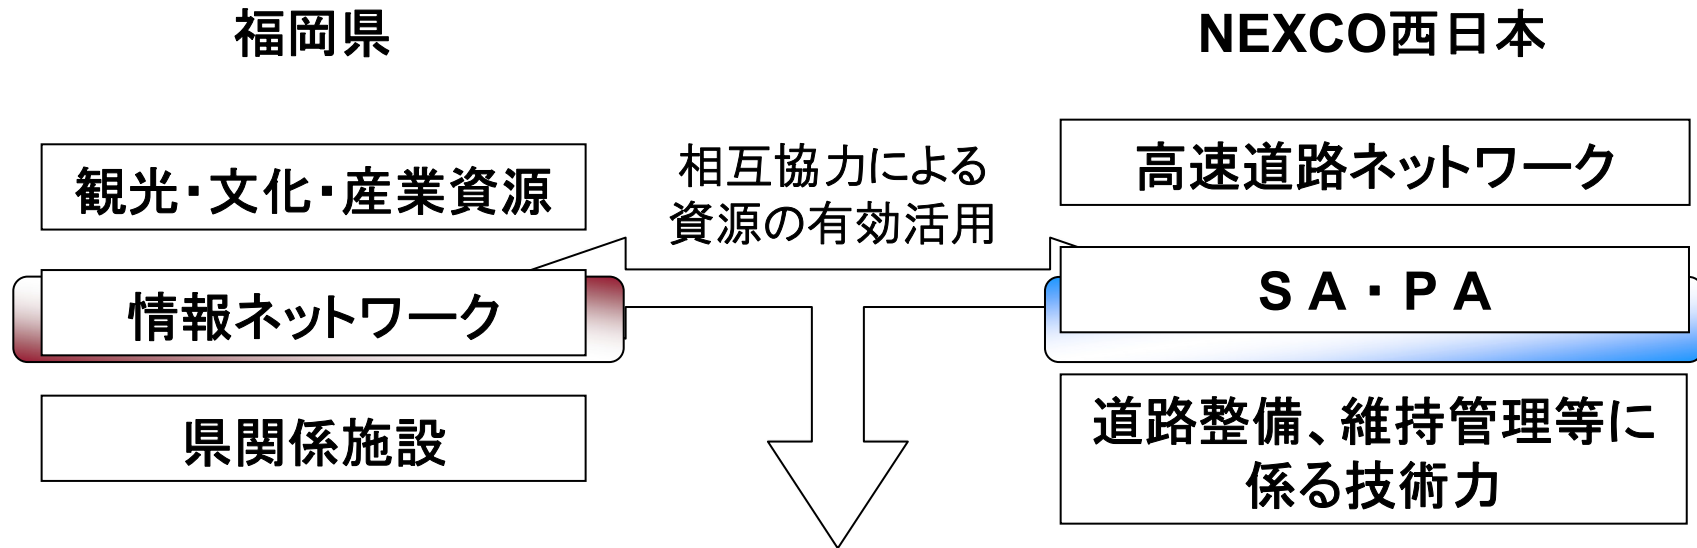 福岡県
NEXCO西日本
観光・文化・産業資源
情報ネットワーク
県関係施設
相互協力による
資源の有効活用
高速道路ネットワーク
ＳＡ・ＰＡ
道路整備、維持管理等に
係る技術力